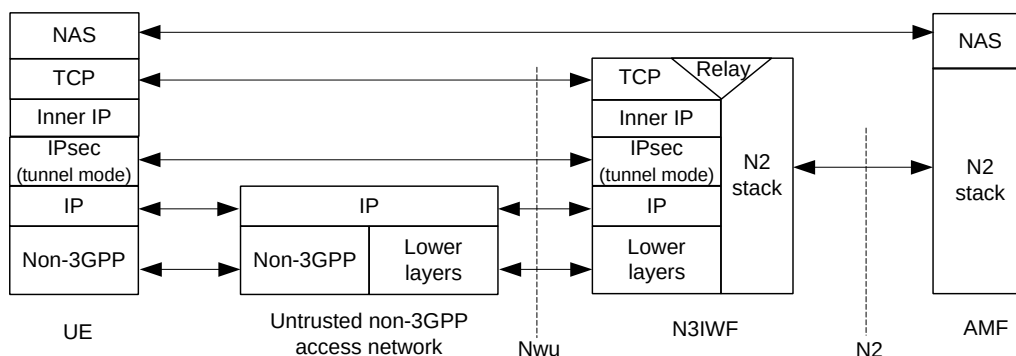 NAS
TCP
Inner IP
IPsec
(tunnel mode)
IP
Non-3GPP
UE
IP
Non-3GPP
Lower
layers
Untrusted non-3GPP
access network
Nwu
TCP
Relay
Inner IP
IPsec
(tunnel mode)
IP
Lower
layers
N2
stack
N3IWF
N2
NAS
N2
stack
AMF